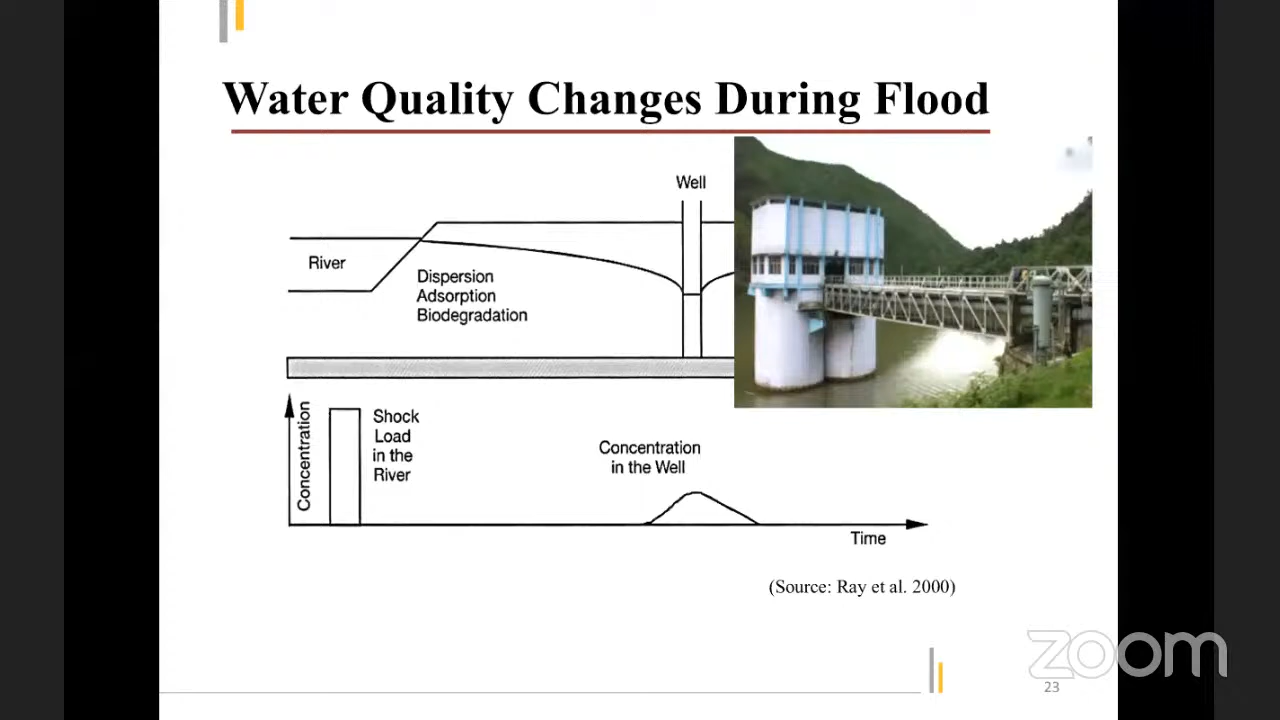 Water Quality Changes During Flood
Well
River
Dispersion
Adsorption
Biodegradation
Concentration
Shock
Load
in the
River
Concentration
in the Well
Time
(Source: Ray et al. 2000)
zoom
23